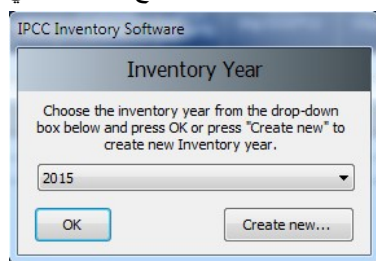 IPCC Inventory Software
Inventory Year
Choose the inventory year from the drop-down
box below and press OK or press "Create new" to
create new Inventory year.
2015
OK
Create new...